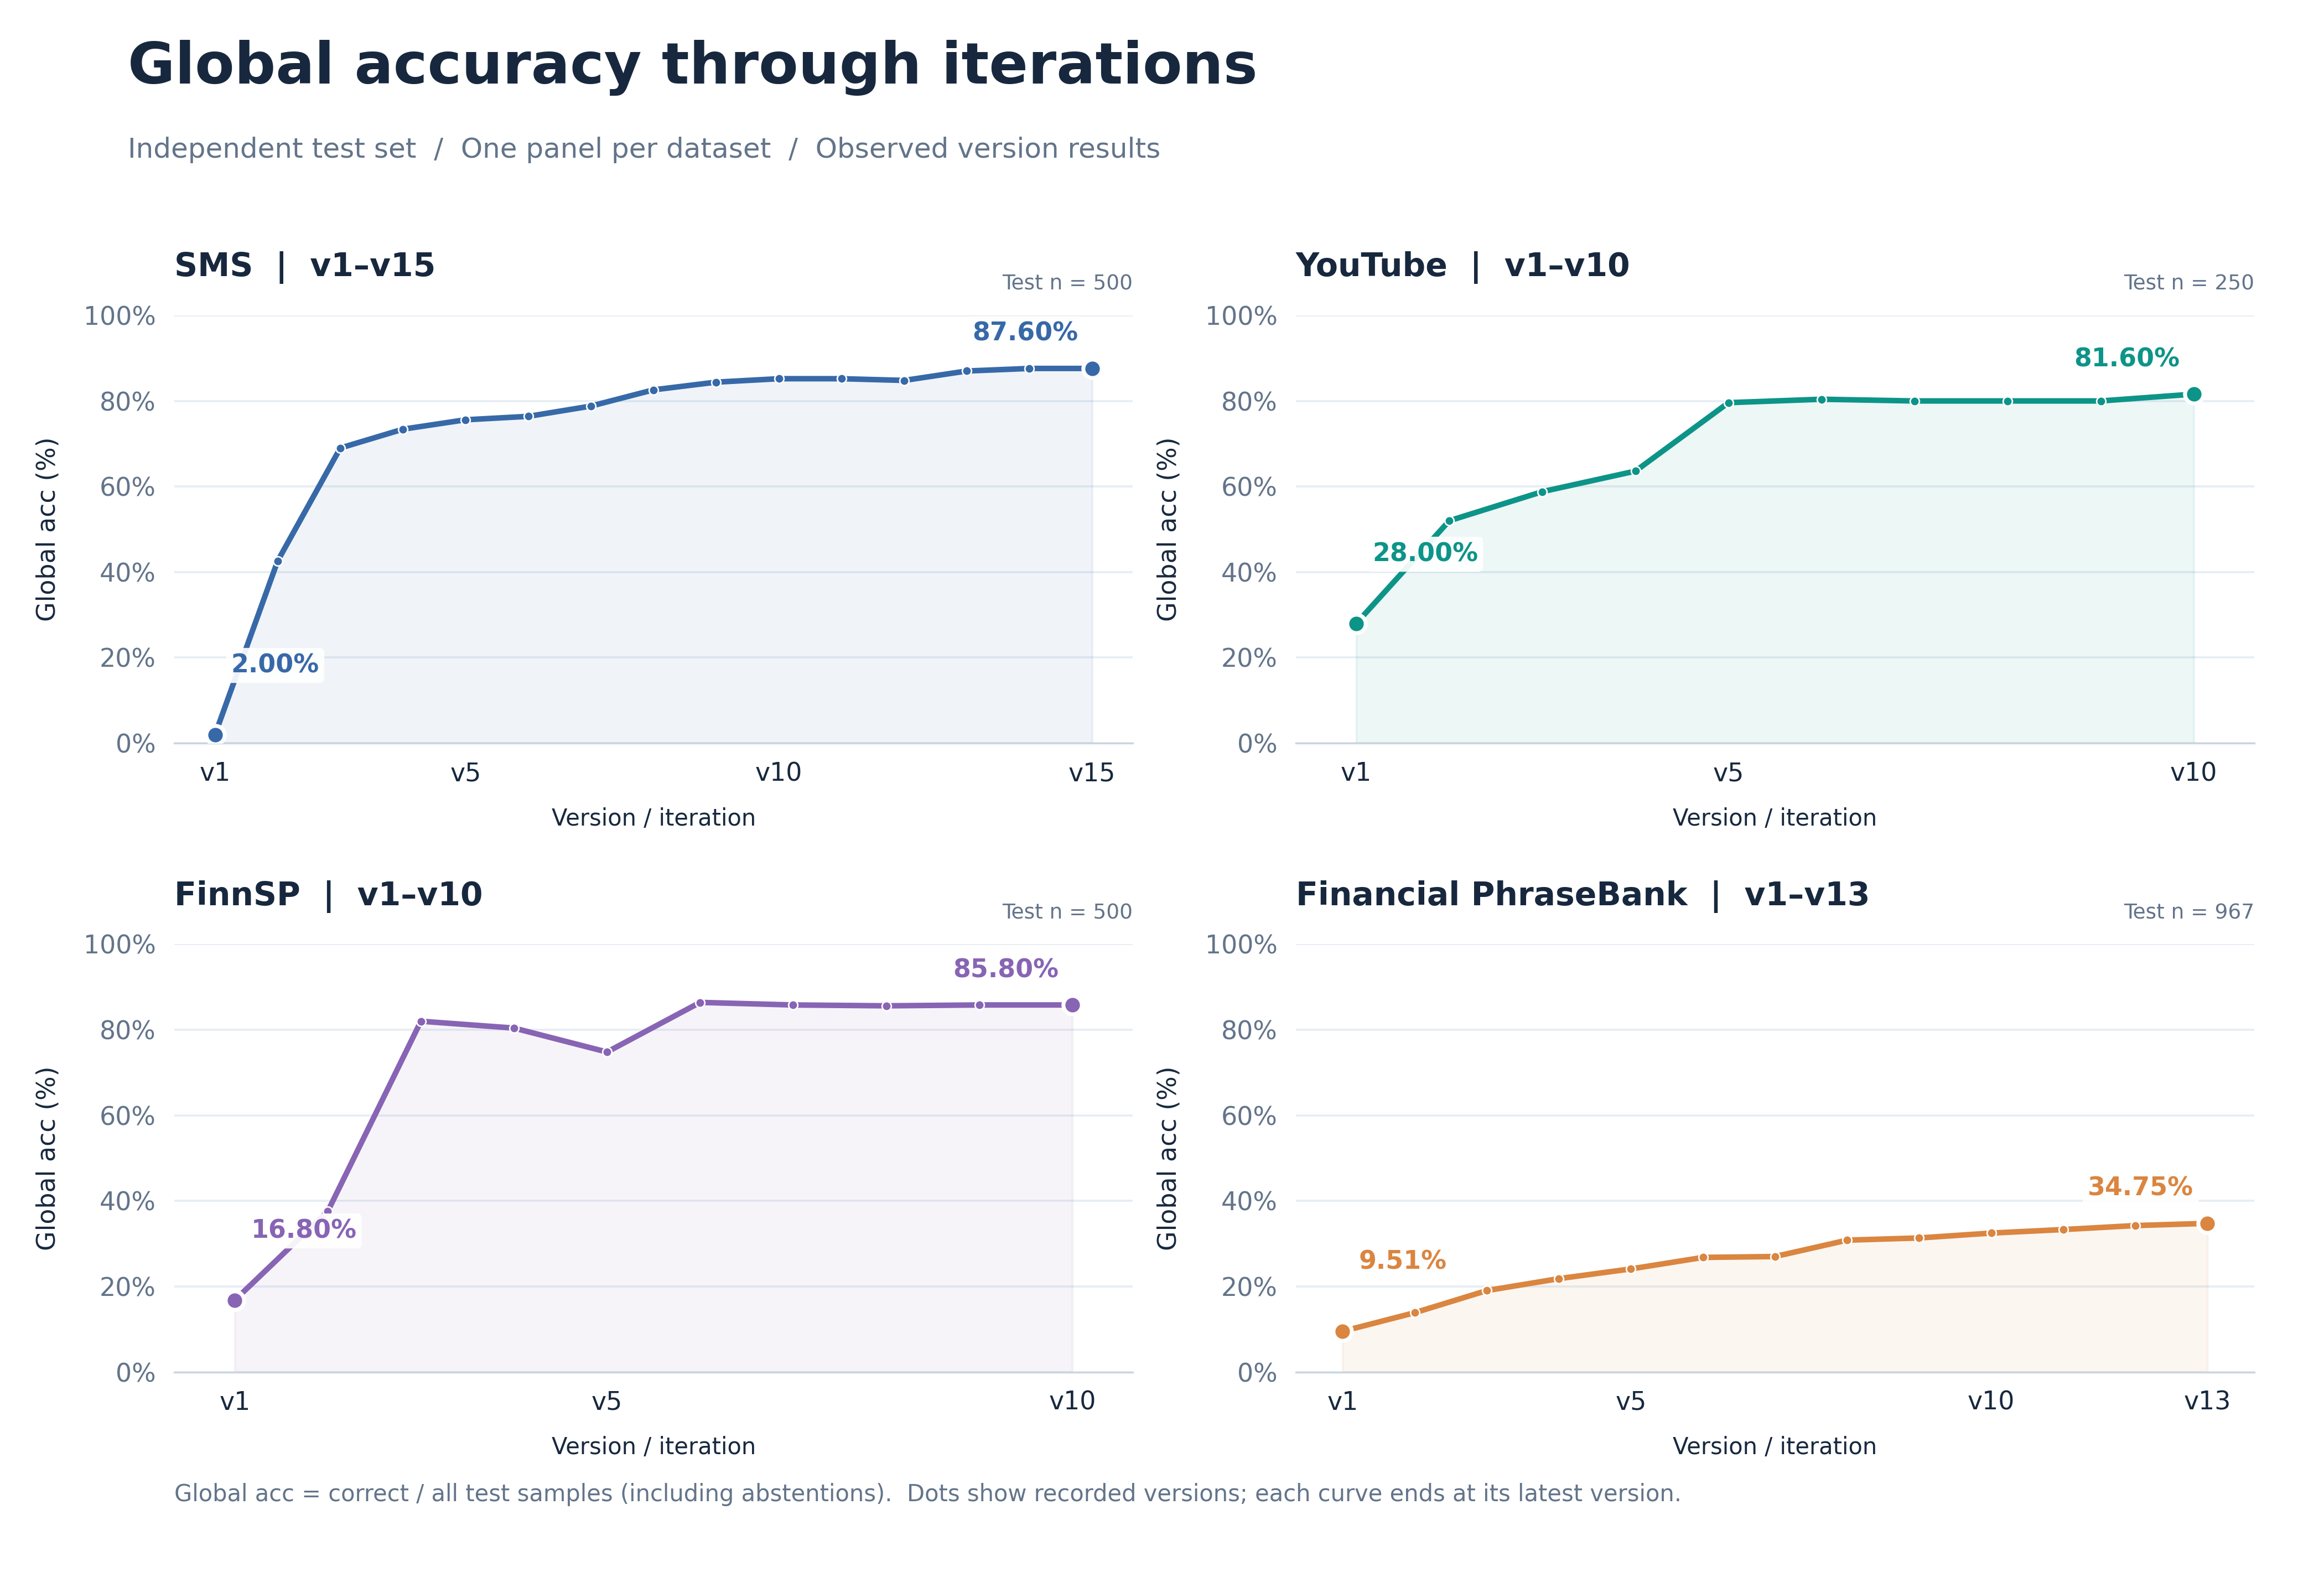 Global accuracy through iterations
Independent test set / One panel per dataset / Observed version results
SMS | v1–v15
Test n = 500
100%
80%
60%
40%
20%
0%
Global acc (%)
87.60%
2.00%
v1
v5
v10
v15
Version / iteration
YouTube | v1–v10
Test n = 250
100%
80%
60%
40%
20%
0%
Global acc (%)
81.60%
28.00%
v1
v5
v10
Version / iteration
FinnSP | v1–v10
Test n = 500
100%
80%
60%
40%
20%
0%
Global acc (%)
85.80%
16.80%
v1
v5
v10
Version / iteration
Financial PhraseBank | v1–v13
Test n = 967
100%
80%
60%
40%
20%
0%
Global acc (%)
34.75%
9.51%
v1
v5
v10
v13
Version / iteration
Global acc = correct / all test samples (including abstentions). Dots show recorded versions; each curve ends at its latest version.